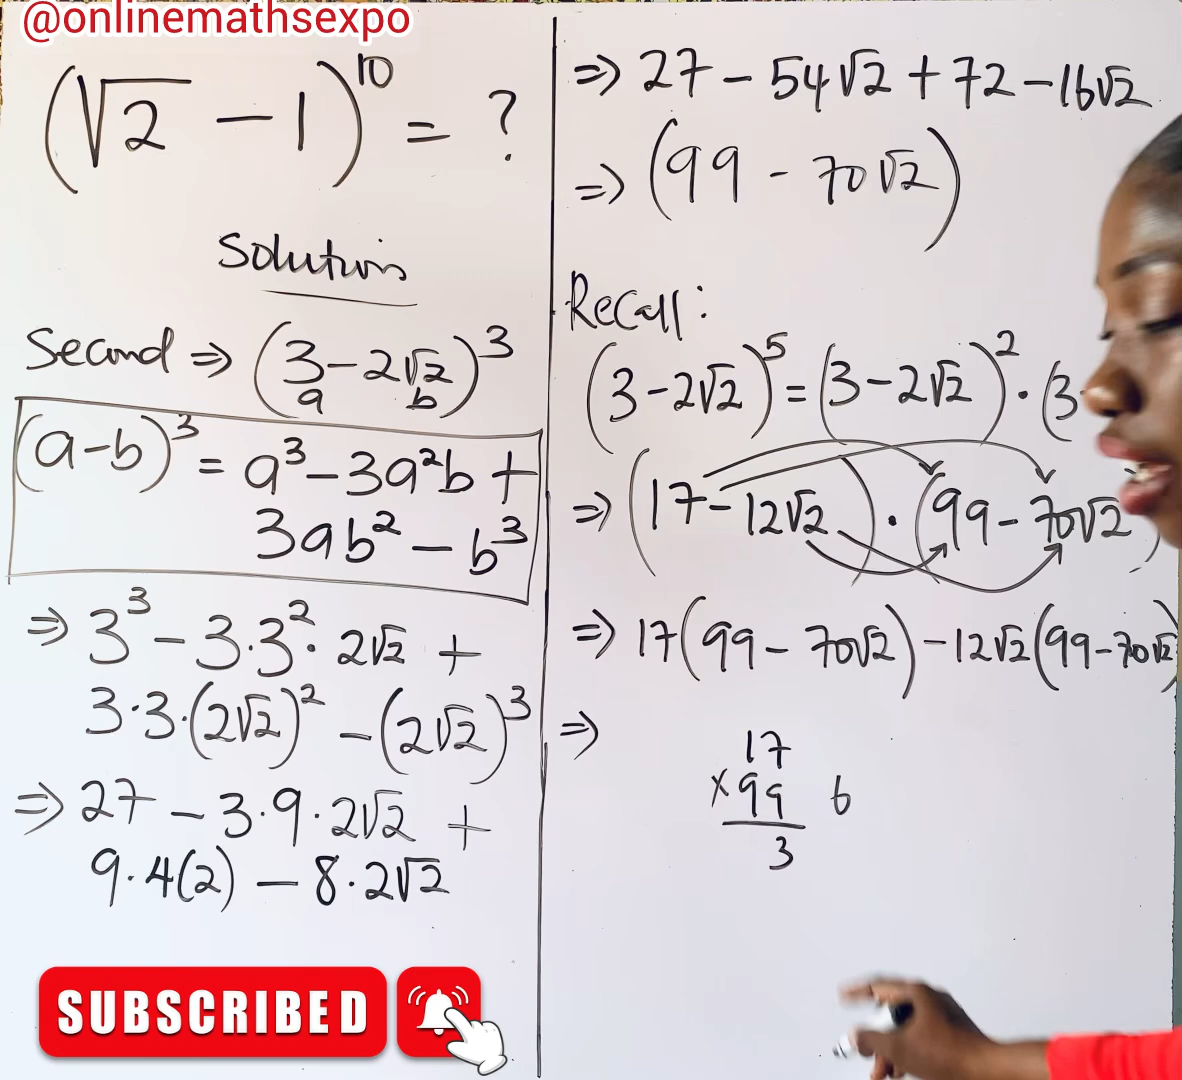 @onlinemathsexpo
(√2 - 1)^10 = ?
Solution
Second ⇒ (3 - 2√2)^3
a b
(a-b)^3 = a^3 - 3a^2b +
3ab^2 - b^3
⇒ 3^3 - 3·3^2·2√2 +
3·3·(2√2)^2 - (2√2)^3
⇒ 27 - 3·9·2√2 +
9·4(2) - 8·2√2
SUBSCRIBED
⇒ 27 - 54√2 + 72 - 16√2
⇒ (99 - 70√2)
Recall:
(3-2√2)^5 = (3-2√2)^2 · (3-
⇒ (17 - 12√2) · (99 - 70√2)
⇒ 17(99 - 70√2) - 12√2(99 - 70√2)
⇒
17
×99 6
3